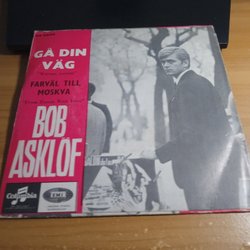 GÅ DIN
VÄG
FARVÄL TILL
MOSKVA
BOB
ASKLÖF
Columbia
EMI